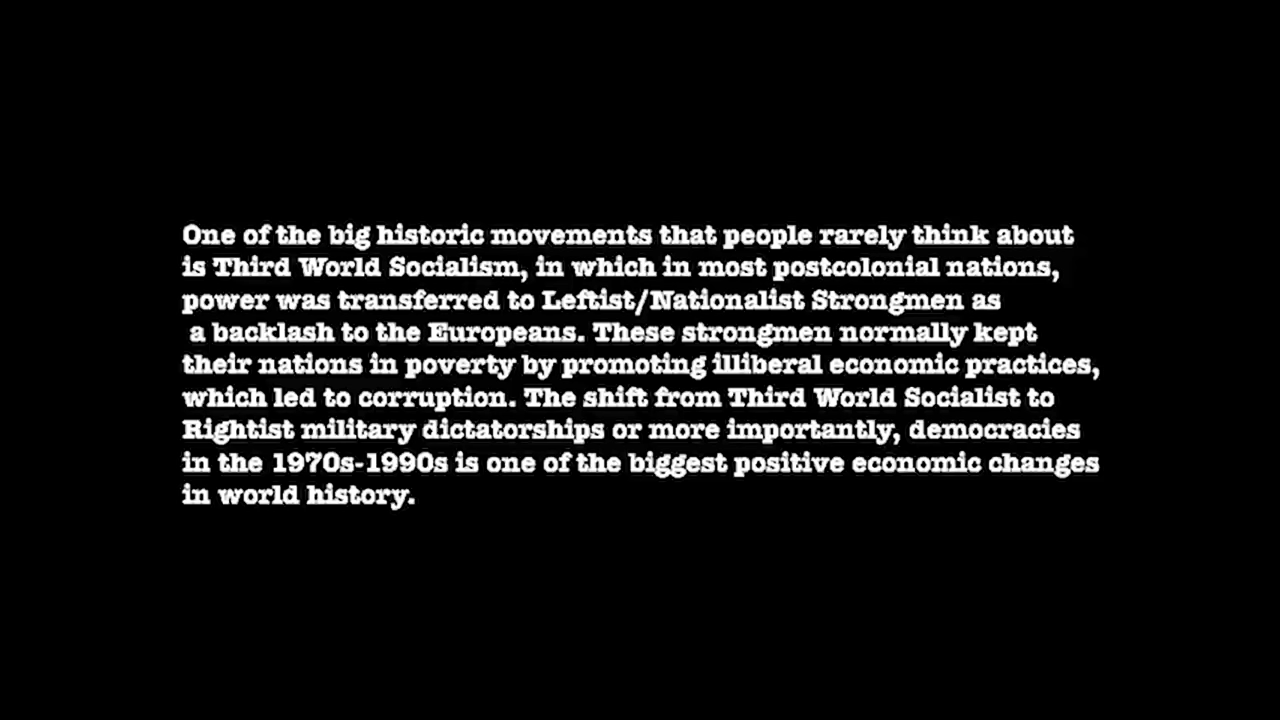 One of the big historic movements that people rarely think about
is Third World Socialism, in which in most postcolonial nations,
power was transferred to Leftist/Nationalist Strongmen as
a backlash to the Europeans. These strongmen normally kept
their nations in poverty by promoting illiberal economic practices,
which led to corruption. The shift from Third World Socialist to
Rightist military dictatorships or more importantly, democracies
in the 1970s-1990s is one of the biggest positive economic changes
in world history.